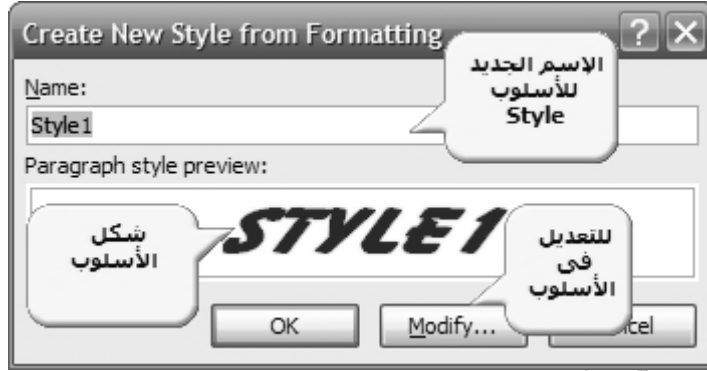 Create New Style from Formatting
الإسم الجديد
للأسلوب
Style
Name:
Style1
Paragraph style preview:
STYLE1
شكل
الأسلوب
للتعديل
فى
الأسلوب
OK
Modify...